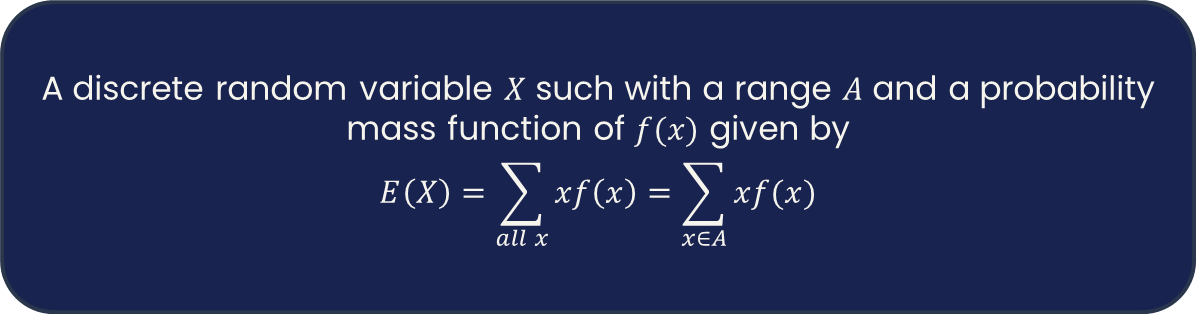 A discrete random variable X such with a range A and a probability
mass function of f(x) given by
E(X) = ∑ xf(x) = ∑ xf(x)
all x x∈A